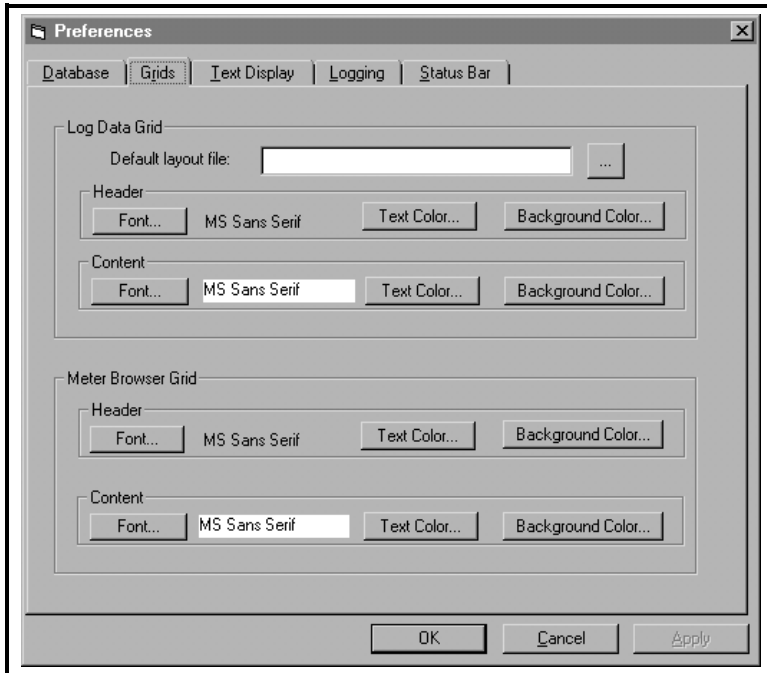 Preferences
Database Grids Text Display Logging Status Bar
Log Data Grid
Default layout file: ...
Header
Font... MS Sans Serif Text Color... Background Color...
Content
Font... MS Sans Serif Text Color... Background Color...
Meter Browser Grid
Header
Font... MS Sans Serif Text Color... Background Color...
Content
Font... MS Sans Serif Text Color... Background Color...
OK Cancel Apply